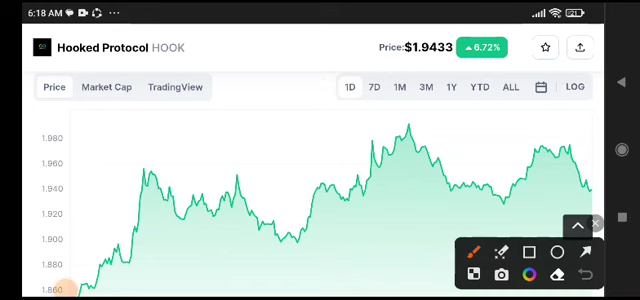 6:18 AM
21
Hooked Protocol HOOK
Price:$1.9433 6.72%
Price Market Cap TradingView
1D 7D 1M 3M 1Y YTD ALL LOG
1.980
1.960
1.940
1.920
1.900
1.880
1.860